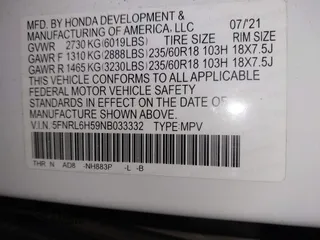 MFD. BY HONDA DEVELOPMENT &
MANUFACTURING OF AMERICA, LLC 07/21
GVWR 2730 KG (6019LBS) TIRE SIZE RIM SIZE
GAWR F 1310 KG (2888LBS) 235/60R18 103H 18X7.5J
GAWR R 1465 KG (3230LBS) 235/60R18 103H 18X7.5J
THIS VEHICLE CONFORMS TO ALL APPLICABLE
FEDERAL MOTOR VEHICLE SAFETY
STANDARDS IN EFFECT ON THE DATE OF
MANUFACTURE SHOWN ABOVE.
V.I.N. 5FNRL6H59NB033332 TYPE: MPV
THR N AD8 -NH883P -L -B